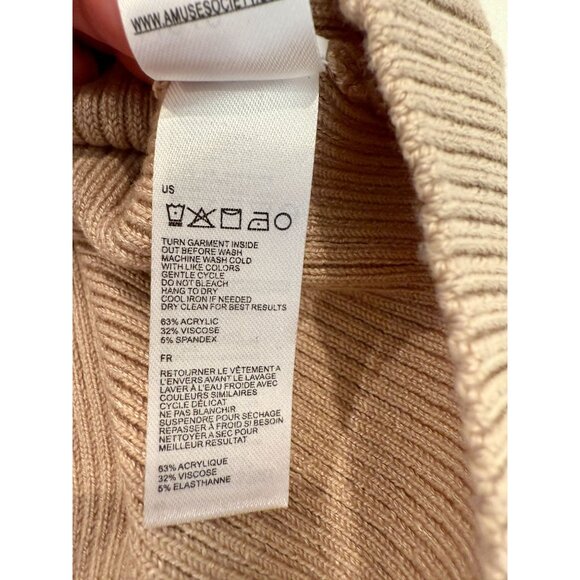 WWW.AMUSESOCIETY.
US
TURN GARMENT INSIDE
OUT BEFORE WASH
MACHINE WASH COLD
WITH LIKE COLORS
GENTLE CYCLE
DO NOT BLEACH
HANG TO DRY
COOL IRON IF NEEDED
DRY CLEAN FOR BEST RESULTS
63% ACRYLIC
32% VISCOSE
5% SPANDEX
FR
RETOURNER LE VÊTEMENT A
L'ENVERS AVANT LE LAVAGE
LAVER À L'EAU FROIDE AVEC
COULEURS SIMILAIRES
CYCLE DÉLICAT
NE PAS BLANCHIR
SUSPENDRE POUR SÉCHAGE
REPASSER À FROID SI BESOIN
NETTOYER A SEC POUR
MEILLEUR RESULTAT
63% ACRYLIQUE
32% VISCOSE
5% ELASTHANNE